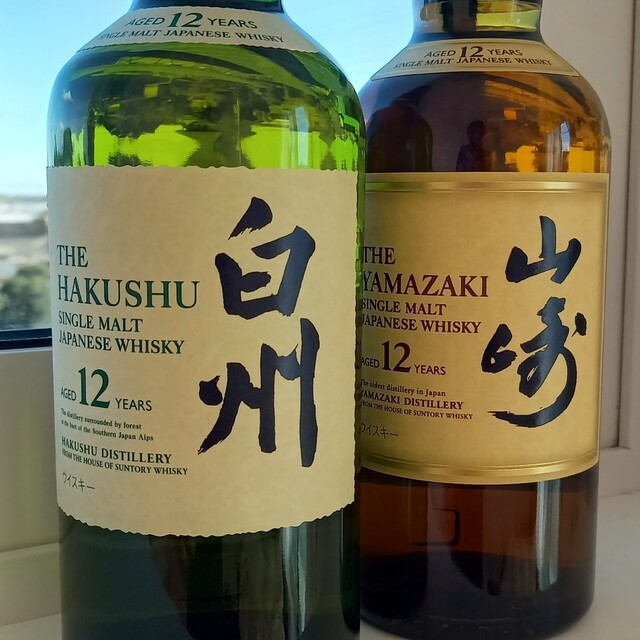 AGED 12 YEARS
SINGLE MALT JAPANESE WHISKY
THE
HAKUSHU
SINGLE MALT
JAPANESE WHISKY
AGED 12 YEARS
The distillery surrounded by forest
at the foot of the Southern Japan Alps
HAKUSHU DISTILLERY
FROM THE HOUSE OF SUNTORY WHISKY
ウイスキー
白州
AGED 12 YEARS
SINGLE MALT JAPANESE WHISKY
THE
YAMAZAKI
SINGLE MALT
JAPANESE WHISKY
AGED 12 YEARS
The oldest distillery in Japan
YAMAZAKI DISTILLERY
FROM THE HOUSE OF SUNTORY WHISKY
ウイスキー
山崎